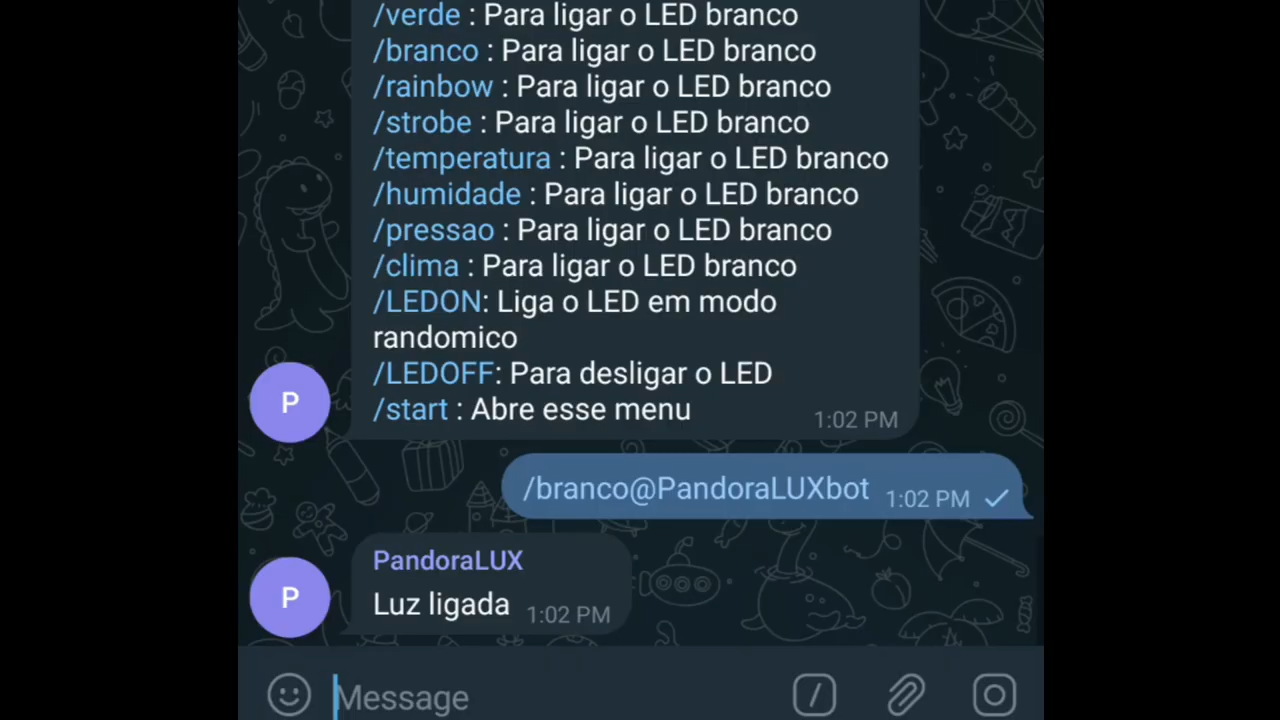 /verde : Para ligar o LED branco
/branco : Para ligar o LED branco
/rainbow : Para ligar o LED branco
/strobe : Para ligar o LED branco
/temperatura : Para ligar o LED branco
/humidade : Para ligar o LED branco
/pressao : Para ligar o LED branco
/clima : Para ligar o LED branco
/LEDON: Liga o LED em modo
randomico
/LEDOFF: Para desligar o LED
/start : Abre esse menu
1:02 PM
P
/branco@PandoraLUXbot 1:02 PM
PandoraLUX
Luz ligada 1:02 PM
P
Message